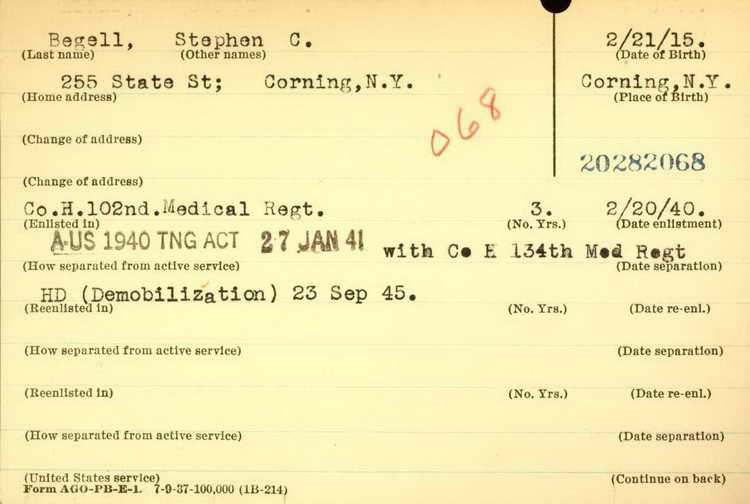 Begell, Stephen C. 2/21/15.
(Last name) (Other names) (Date of Birth)
255 State St; Corning,N.Y. Corning,N.Y.
(Home address) (Place of Birth)
068
(Change of address)
20282068
(Change of address)
Co.H.102nd.Medical Regt. 3. 2/20/40.
(Enlisted in) (No. Yrs.) (Date enlistment)
A-US 1940 TNG ACT 27 JAN 41 with Co H 134th Med Regt
(How separated from active service) (Date separation)
HD (Demobilization) 23 Sep 45.
(Reenlisted in) (No. Yrs.) (Date re-enl.)
(How separated from active service) (Date separation)
(Reenlisted in) (No. Yrs.) (Date re-enl.)
(How separated from active service) (Date separation)
(United States service) (Continue on back)
Form AGO-PB-E-1. 7-9-37-100,000 (1B-214)